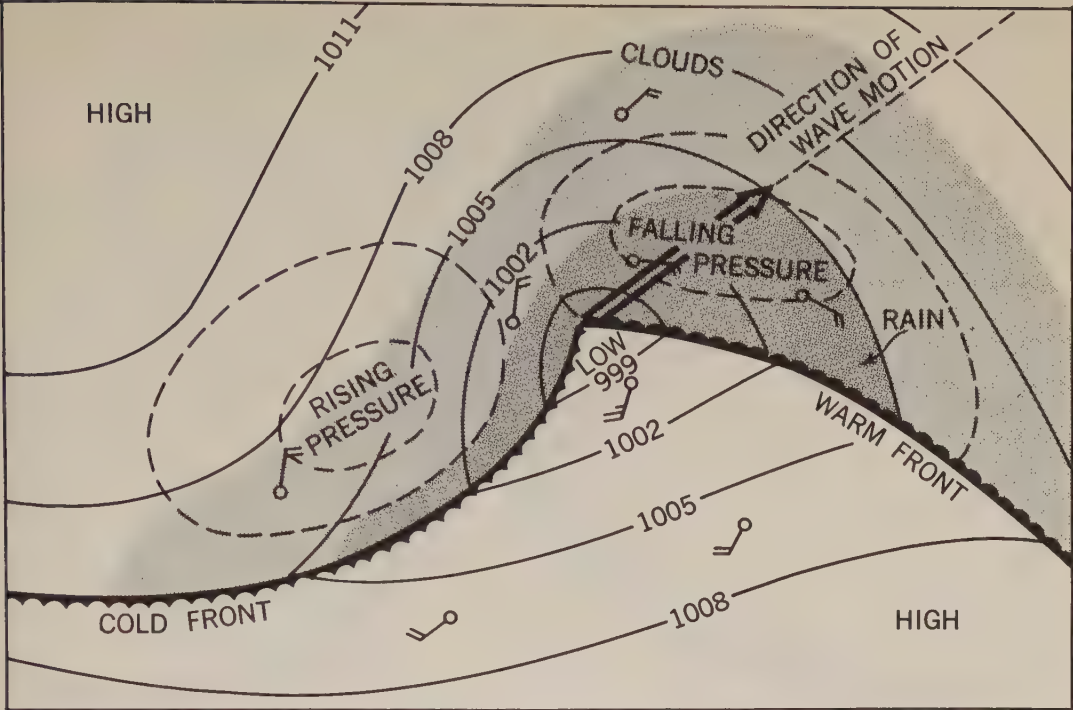 1011
HIGH
CLOUDS
DIRECTION OF
WAVE MOTION
1008
1005
1002
FALLING
PRESSURE
RAIN
RISING
PRESSURE
LOW
999
1002
WARM FRONT
1005
COLD FRONT
1008
HIGH